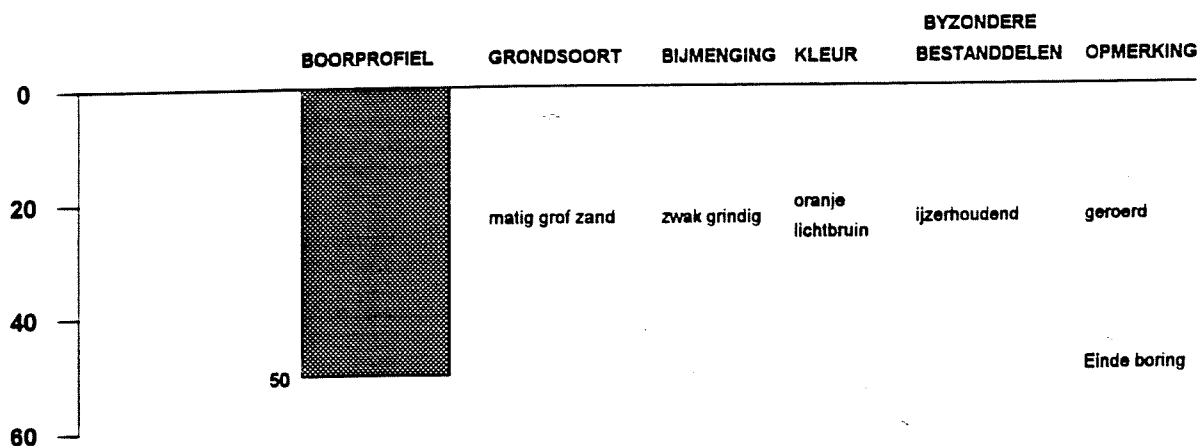 BYZONDERE
BOORPROFIEL GRONDSOORT BIJMENGING KLEUR BESTANDDELEN OPMERKING
0
20 matig grof zand zwak grindig oranje ijzerhoudend geroerd
lichtbruin
40
50 Einde boring
60